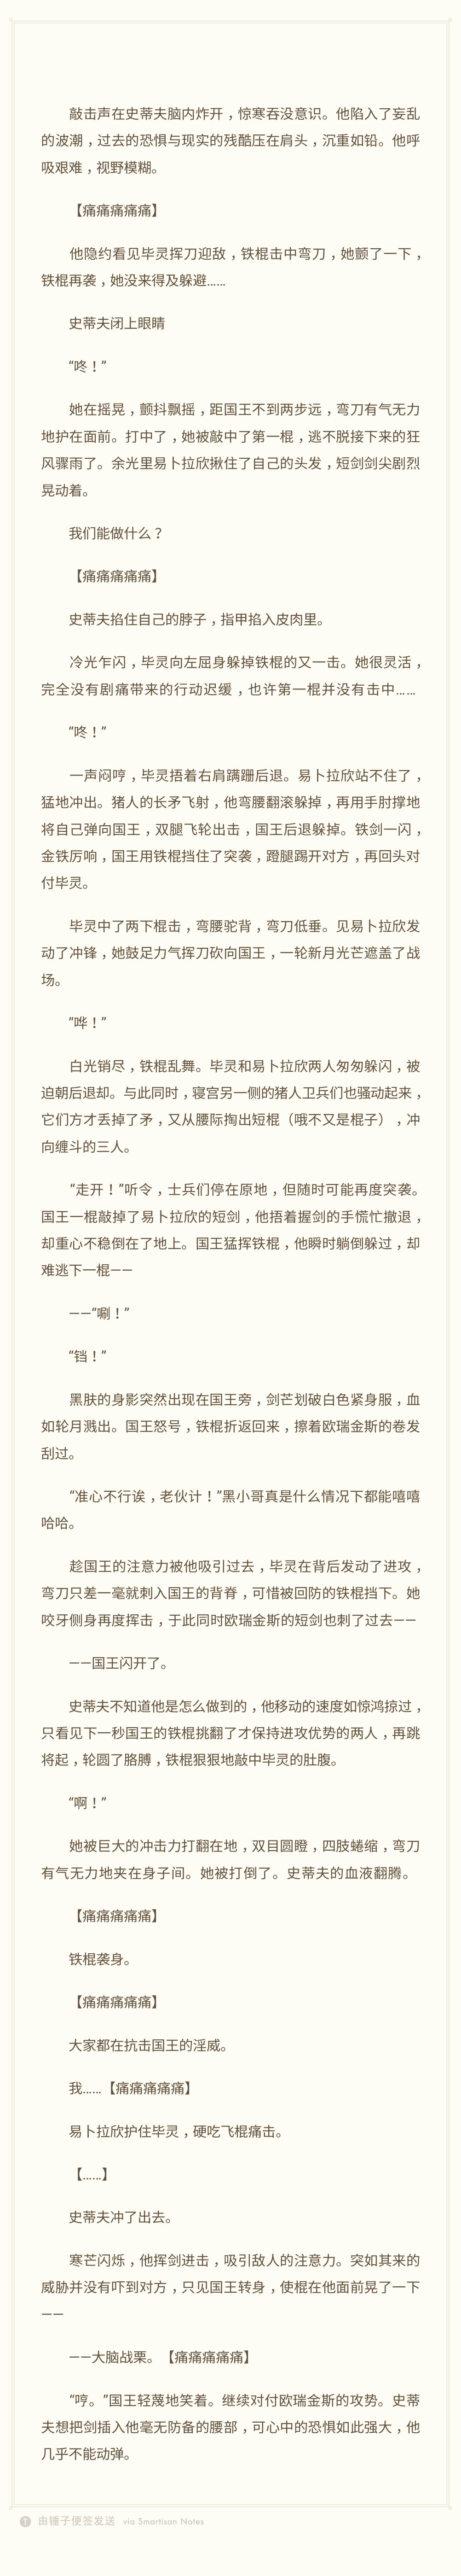 敲击声在史蒂夫脑内炸开，惊寒吞没意识。他陷入了妄乱
的波潮，过去的恐惧与现实的残酷压在肩头，沉重如铅。他呼
吸艰难，视野模糊。
【痛痛痛痛痛】
他隐约看见毕灵挥刀迎敌，铁棍击中弯刀，她颤了一下，
铁棍再袭，她没来得及躲避……
史蒂夫闭上眼睛
“咚！”
她在摇晃，颤抖飘摇，距国王不到两步远，弯刀有气无力
地护在面前。打中了，她被敲中了第一棍，逃不脱接下来的狂
风骤雨了。余光里易卜拉欣揪住了自己的头发，短剑剑尖剧烈
晃动着。
我们能做什么？
【痛痛痛痛痛】
史蒂夫掐住自己的脖子，指甲掐入皮肉里。
冷光乍闪，毕灵向左屈身躲掉铁棍的又一击。她很灵活，
完全没有剧痛带来的行动迟缓，也许第一棍并没有击中……
“咚！”
一声闷哼，毕灵捂着右肩蹒跚后退。易卜拉欣站不住了，
猛地冲出。猪人的长矛飞射，他弯腰翻滚躲掉，再用手肘撑地
将自己弹向国王，双腿飞轮出击，国王后退躲掉。铁剑一闪，
金铁厉响，国王用铁棍挡住了突袭，蹬腿踢开对方，再回头对
付毕灵。
毕灵中了两下棍击，弯腰驼背，弯刀低垂。见易卜拉欣发
动了冲锋，她鼓足力气挥刀砍向国王，一轮新月光芒遮盖了战
场。
“哗！”
白光销尽，铁棍乱舞。毕灵和易卜拉欣两人匆匆躲闪，被
迫朝后退却。与此同时，寝宫另一侧的猪人卫兵们也骚动起来，
它们方才丢掉了矛，又从腰际掏出短棍（哦不又是棍子），冲
向缠斗的三人。
“走开！”听令，士兵们停在原地，但随时可能再度突袭。
国王一棍敲掉了易卜拉欣的短剑，他捂着握剑的手慌忙撤退，
却重心不稳倒在了地上。国王猛挥铁棍，他瞬时躺倒躲过，却
难逃下一棍——
——“唰！”
“铛！”
黑肤的身影突然出现在国王旁，剑芒划破白色紧身服，血
如轮月溅出。国王怒号，铁棍折返回来，擦着欧瑞金斯的卷发
刮过。
“准心不行诶，老伙计！”黑小哥真是什么情况下都能嘻嘻
哈哈。
趁国王的注意力被他吸引过去，毕灵在背后发动了进攻，
弯刀只差一毫就刺入国王的背脊，可惜被回防的铁棍挡下。她
咬牙侧身再度挥击，于此同时欧瑞金斯的短剑也刺了过去——
——国王闪开了。
史蒂夫不知道他是怎么做到的，他移动的速度如惊鸿掠过，
只看见下一秒国王的铁棍挑翻了才保持进攻优势的两人，再跳
将起，轮圆了胳膊，铁棍狠狠地敲中毕灵的肚腹。
“啊！”
她被巨大的冲击力打翻在地，双目圆瞪，四肢蜷缩，弯刀
有气无力地夹在身子间。她被打倒了。史蒂夫的血液翻腾。
【痛痛痛痛痛】
铁棍袭身。
【痛痛痛痛痛】
大家都在抗击国王的淫威。
我……【痛痛痛痛痛】
易卜拉欣护住毕灵，硬吃飞棍痛击。
【……】
史蒂夫冲了出去。
寒芒闪烁，他挥剑进击，吸引敌人的注意力。突如其来的
威胁并没有吓到对方，只见国王转身，使棍在他面前晃了一下
——
——大脑战栗。【痛痛痛痛痛】
“哼。”国王轻蔑地笑着。继续对付欧瑞金斯的攻势。史蒂
夫想把剑插入他毫无防备的腰部，可心中的恐惧如此强大，他
几乎不能动弹。
由锤子便签发送 via Smartisan Notes